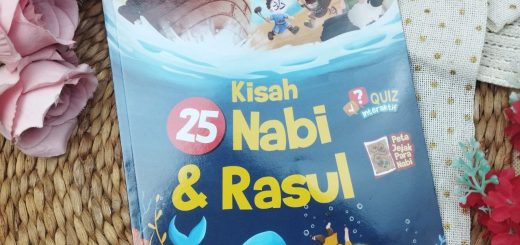 Kisah
25 Nabi
& Rasul
? QUIZ
interaktif
Peta
Jejak
Para
Nabi